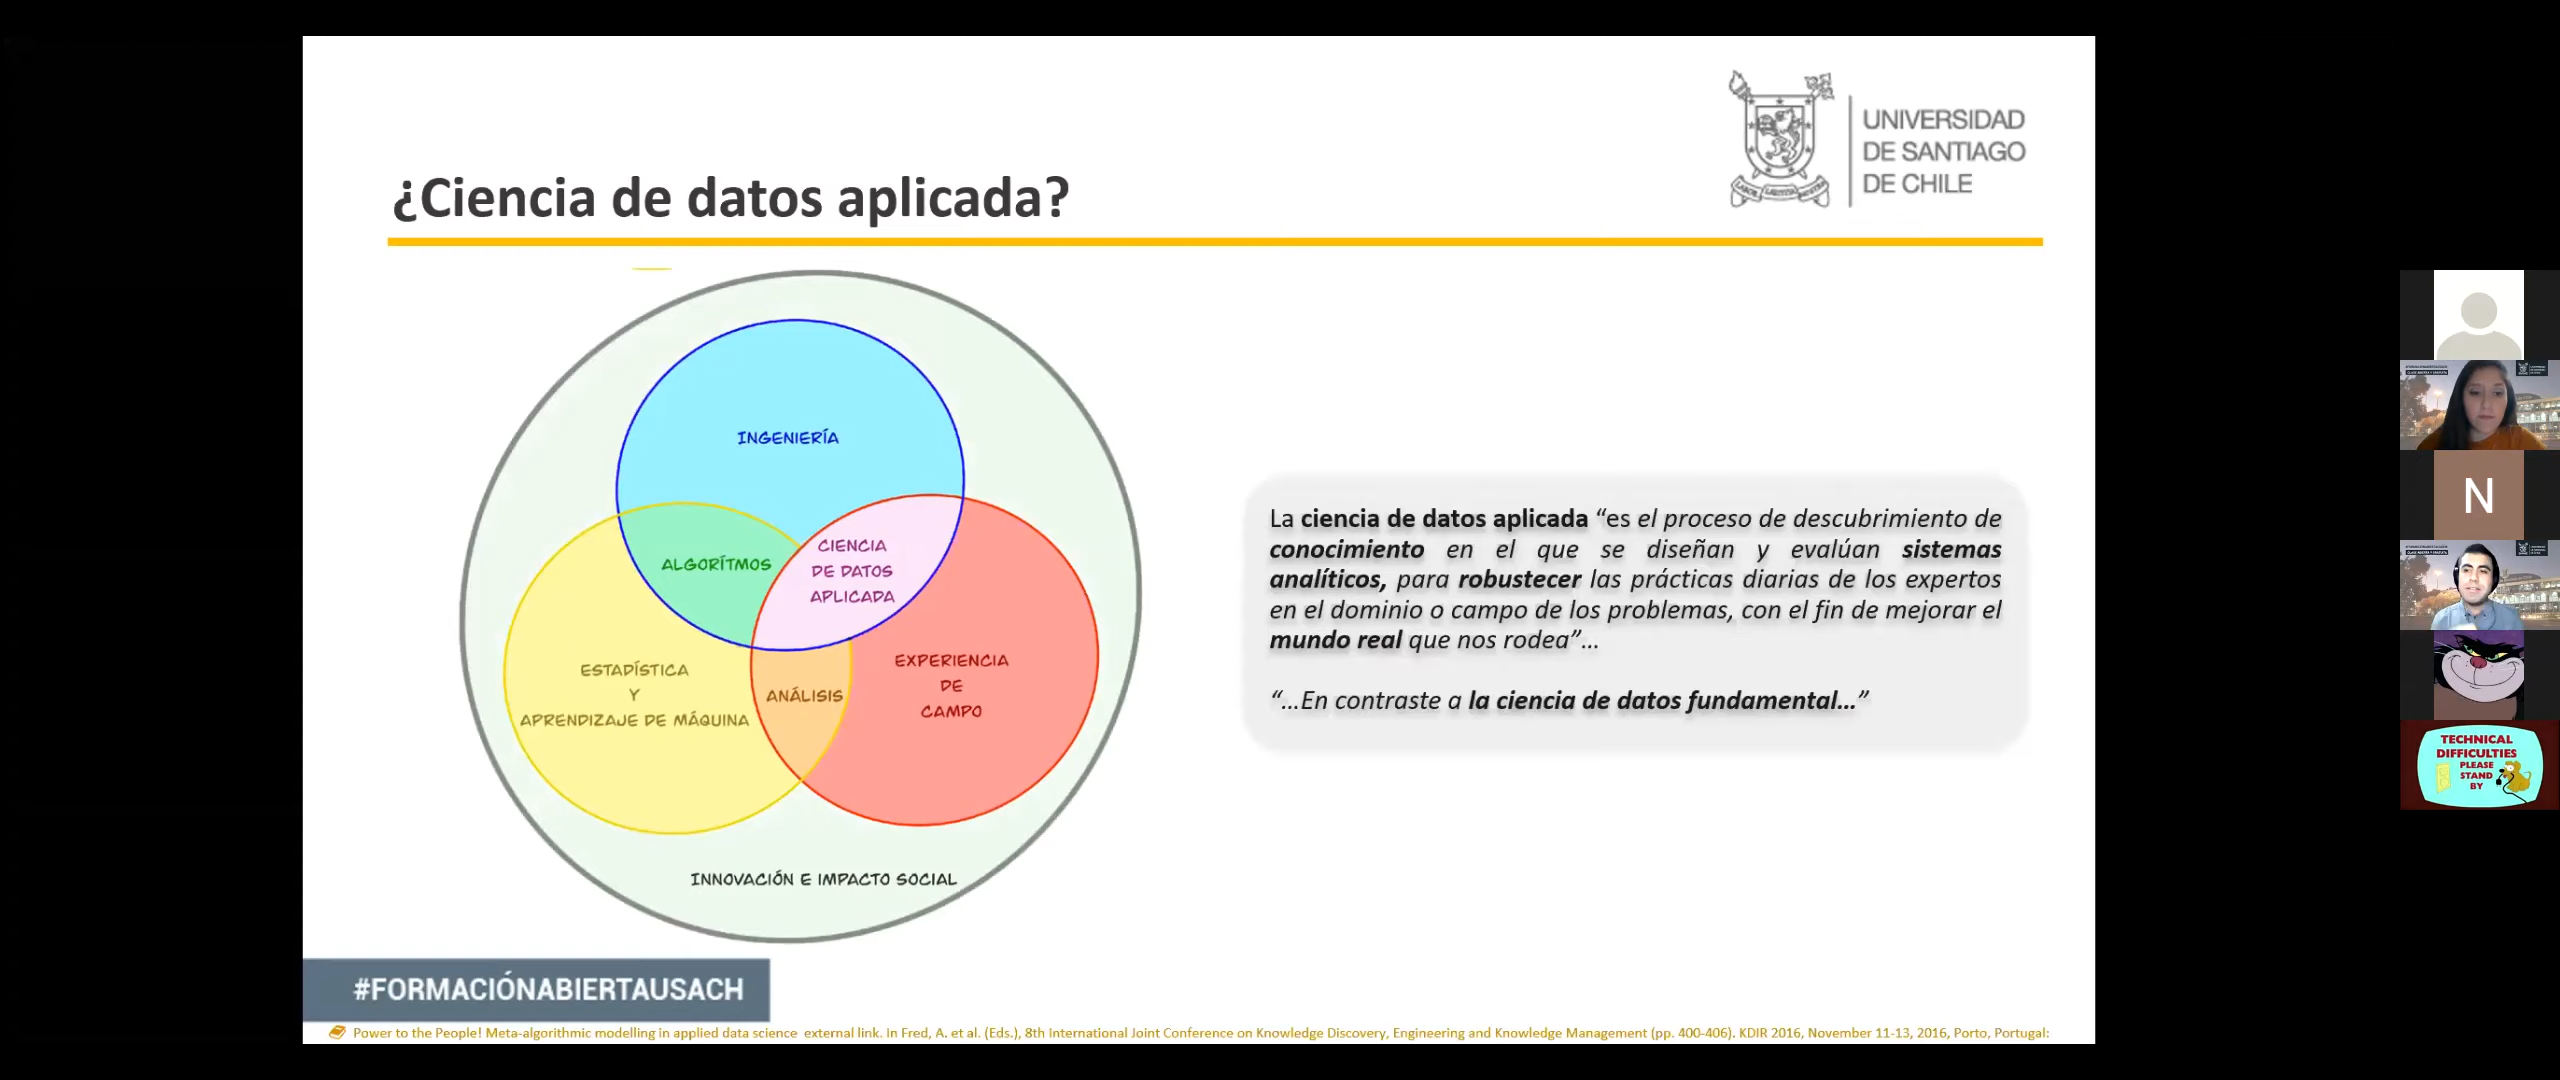 UNIVERSIDAD
DE SANTIAGO
DE CHILE
¿Ciencia de datos aplicada?
INGENIERÍA
ALGORÍTMOS
CIENCIA
DE DATOS
APLICADA
ESTADÍSTICA
Y
APRENDIZAJE DE MÁQUINA
ANÁLISIS
EXPERIENCIA
DE
CAMPO
INNOVACIÓN E IMPACTO SOCIAL
La ciencia de datos aplicada “es el proceso de descubrimiento de
conocimiento en el que se diseñan y evalúan sistemas
analíticos, para robustecer las prácticas diarias de los expertos
en el dominio o campo de los problemas, con el fin de mejorar el
mundo real que nos rodea”...
“...En contraste a la ciencia de datos fundamental...”
#FORMACIÓNABIERTAUSACH
Power to the People! Meta-algorithmic modelling in applied data science external link. In Fred, A. et al. (Eds.), 8th International Joint Conference on Knowledge Discovery, Engineering and Knowledge Management (pp. 400-406). KDIR 2016, November 11-13, 2016, Porto, Portugal:
N
TECHNICAL
DIFFICULTIES
PLEASE
STAND
BY